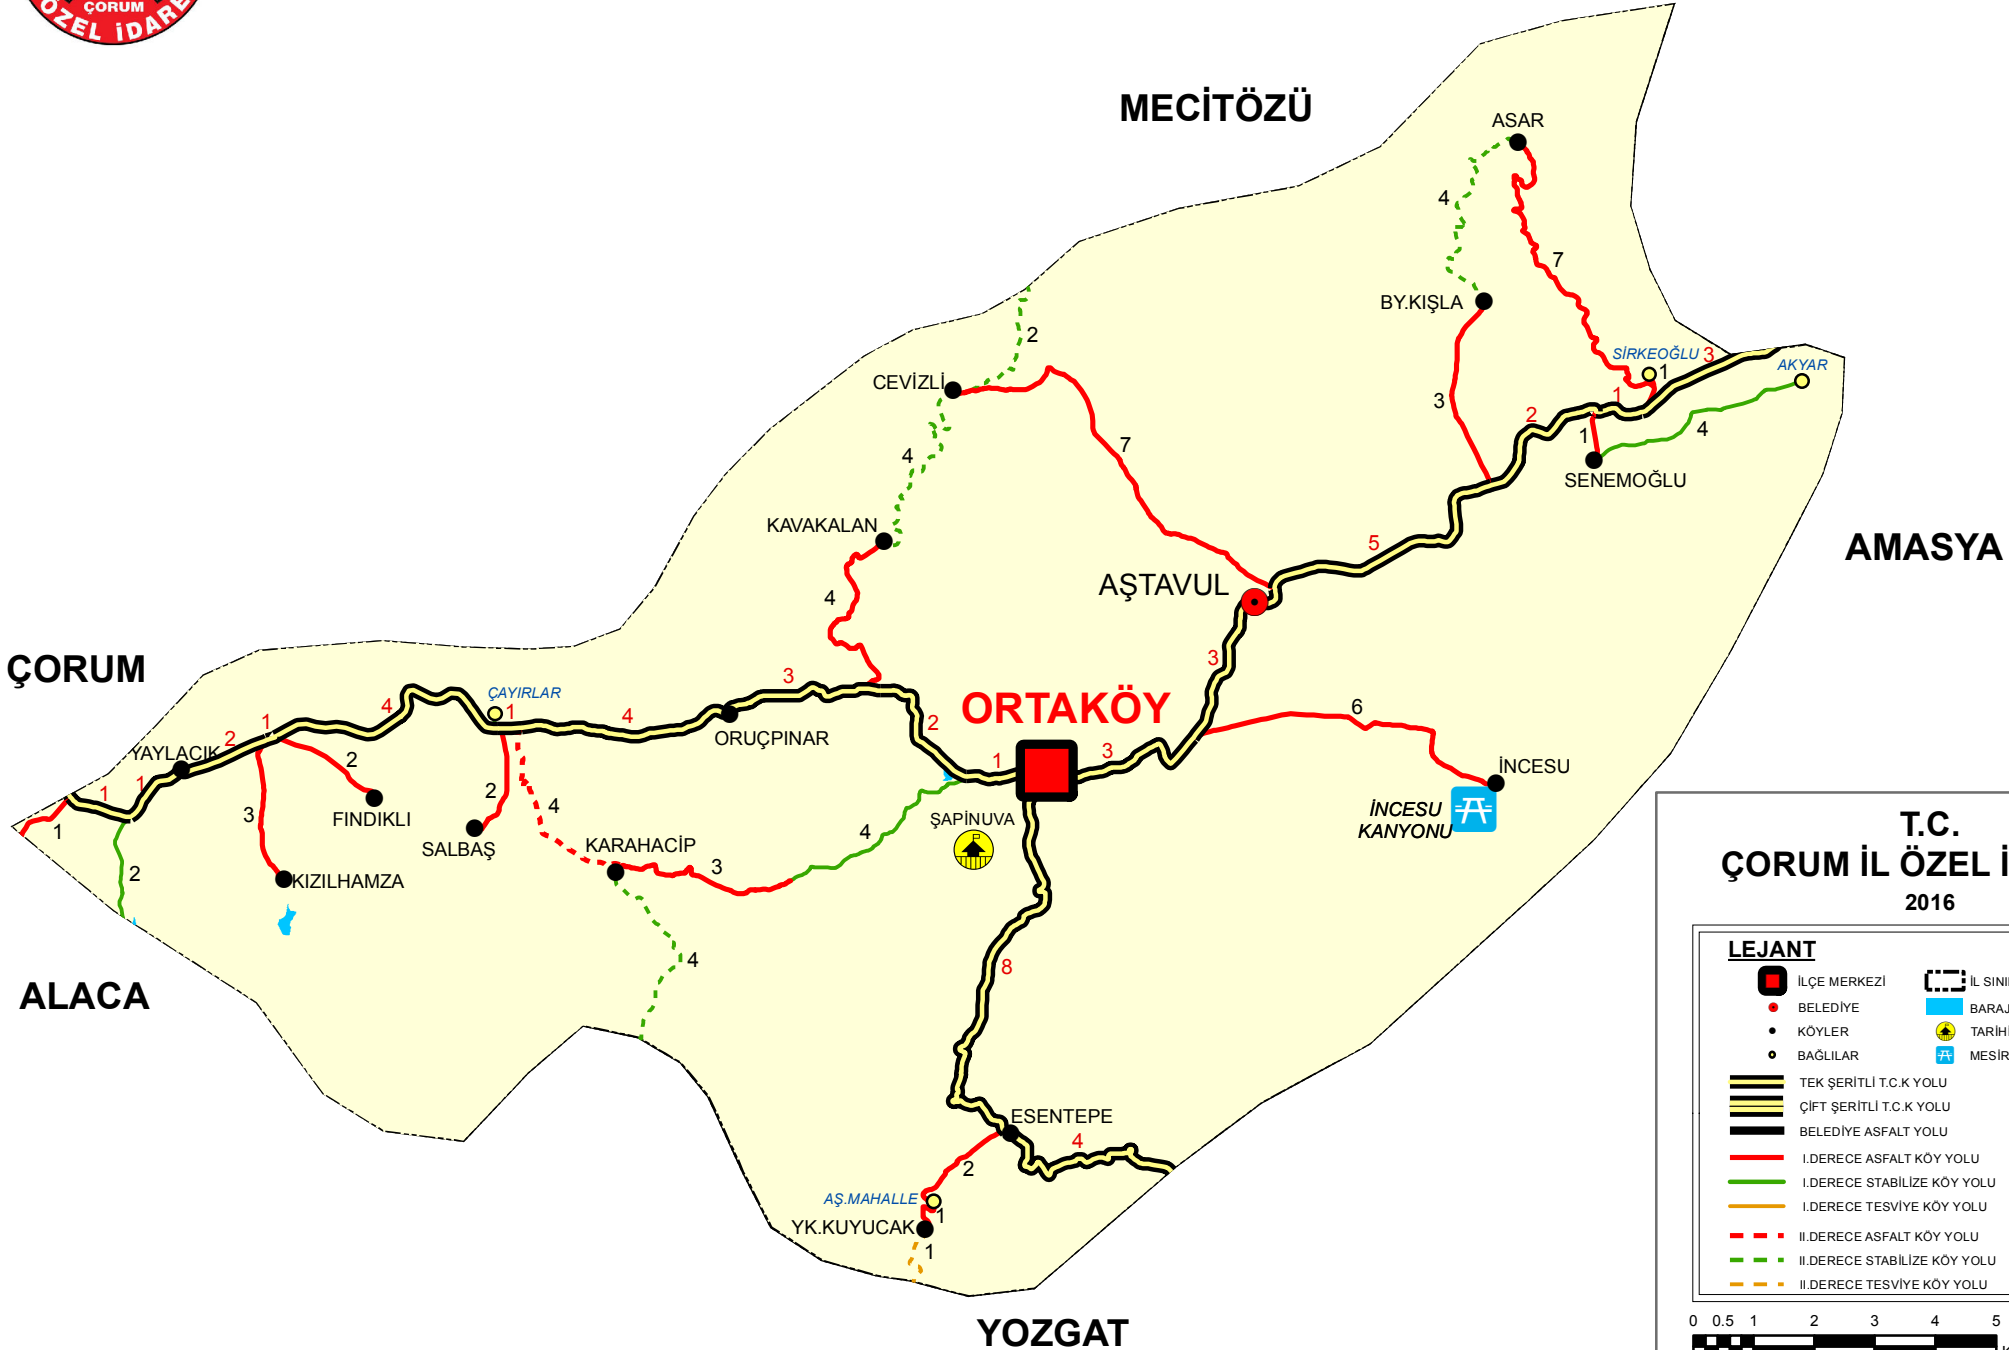 ÇORUM
ÖZEL İDARE
MECİTÖZÜ
ASAR
4
7
BY.KIŞLA
2
SİRKEOĞLU
3
1
AKYAR
CEVİZLİ
3
2
1
1
4
7
4
SENEMOĞLU
KAVAKALAN
5
AMASYA
AŞTAVUL
4
ÇORUM
3
3
ÇAYIRLAR
4
1
4
1
ORTAKÖY
6
2
ORUÇPINAR
2
YAYLACIK
3
1
2
İNCESU
1
1
2
4
İNCESU
KANYONU
3
FINDIKLI
ŞAPİNUVA
1
4
SALBAŞ
KARAHACİP
3
2
KIZILHAMZA
4
8
ALACA
ESENTEPE
4
2
AŞ.MAHALLE
1
YK.KUYUCAK
1
YOZGAT
T.C.
ÇORUM İL ÖZEL İ
2016
LEJANT
İLÇE MERKEZİ
İL SINI
BELEDİYE
BARAJ
KÖYLER
TARİHİ
BAĞLILAR
MESİR
TEK ŞERİTLİ T.C.K YOLU
ÇİFT ŞERİTLİ T.C.K YOLU
BELEDİYE ASFALT YOLU
I.DERECE ASFALT KÖY YOLU
I.DERECE STABİLİZE KÖY YOLU
I.DERECE TESVİYE KÖY YOLU
II.DERECE ASFALT KÖY YOLU
II.DERECE STABİLİZE KÖY YOLU
II.DERECE TESVİYE KÖY YOLU
0 0.5 1 2 3 4 5